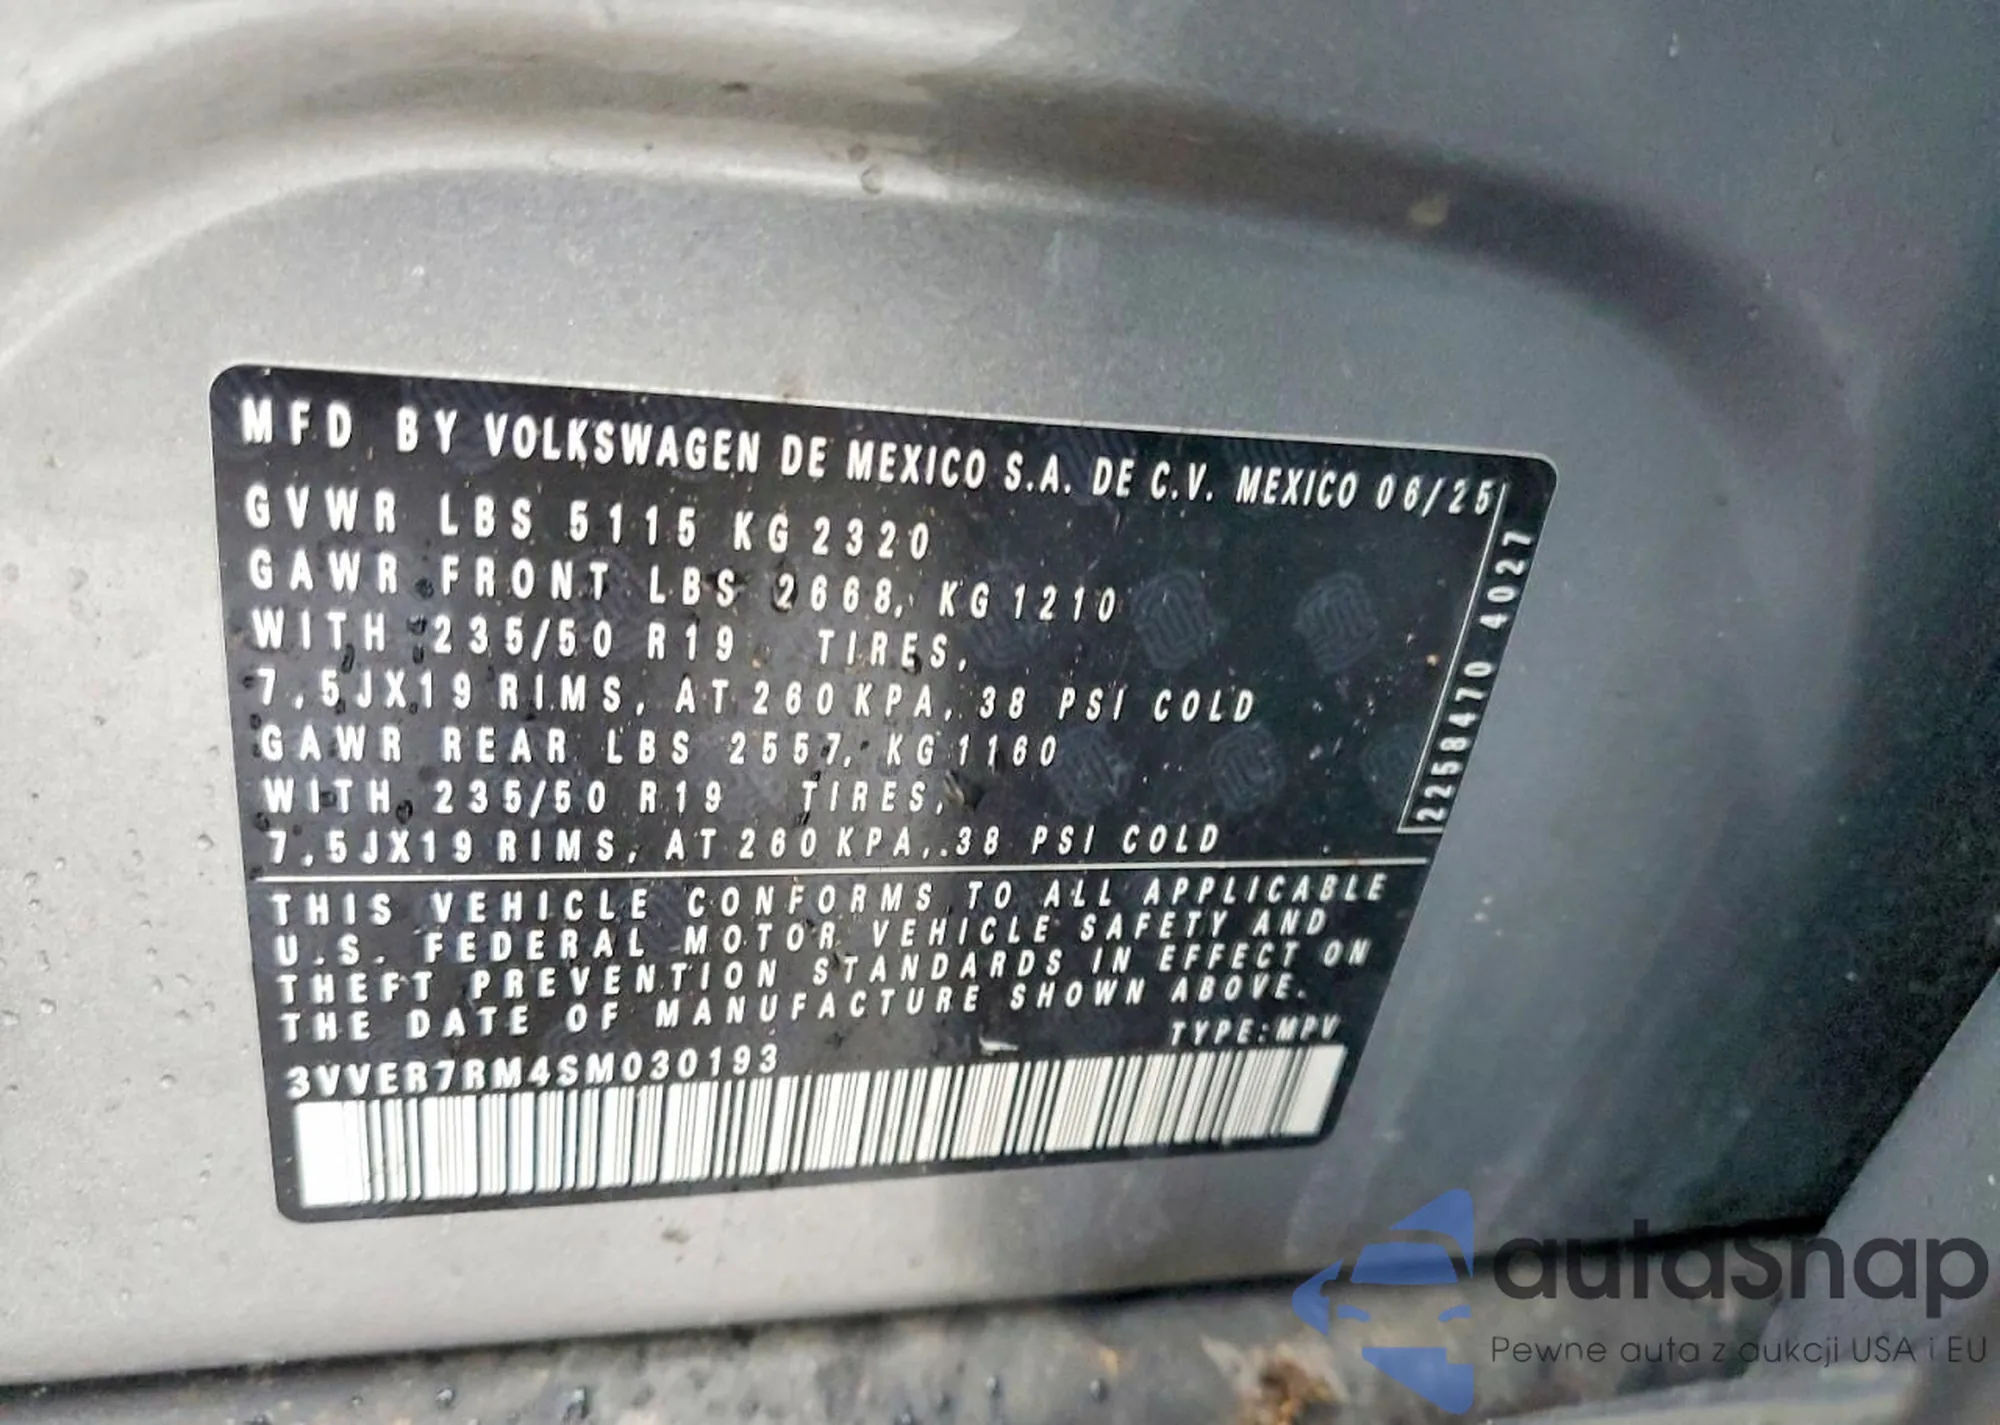 MFD BY VOLKSWAGEN DE MEXICO S.A. DE C.V. MEXICO 06/25
GVWR LBS 5115 KG 2320
GAWR FRONT LBS 2668, KG 1210
WITH 235/50 R19 TIRES,
7,5JX19 RIMS, AT 260 KPA, 38 PSI COLD
GAWR REAR LBS 2557, KG 1160
WITH 235/50 R19 TIRES,
7,5JX19 RIMS, AT 260 KPA, 38 PSI COLD
2258470 4027
THIS VEHICLE CONFORMS TO ALL APPLICABLE
U.S. FEDERAL MOTOR VEHICLE SAFETY AND
THEFT PREVENTION STANDARDS IN EFFECT ON
THE DATE OF MANUFACTURE SHOWN ABOVE.
TYPE:MPV
3VVER7RM4SM030193
autasnap
Pewne auta z aukcji USA i EU